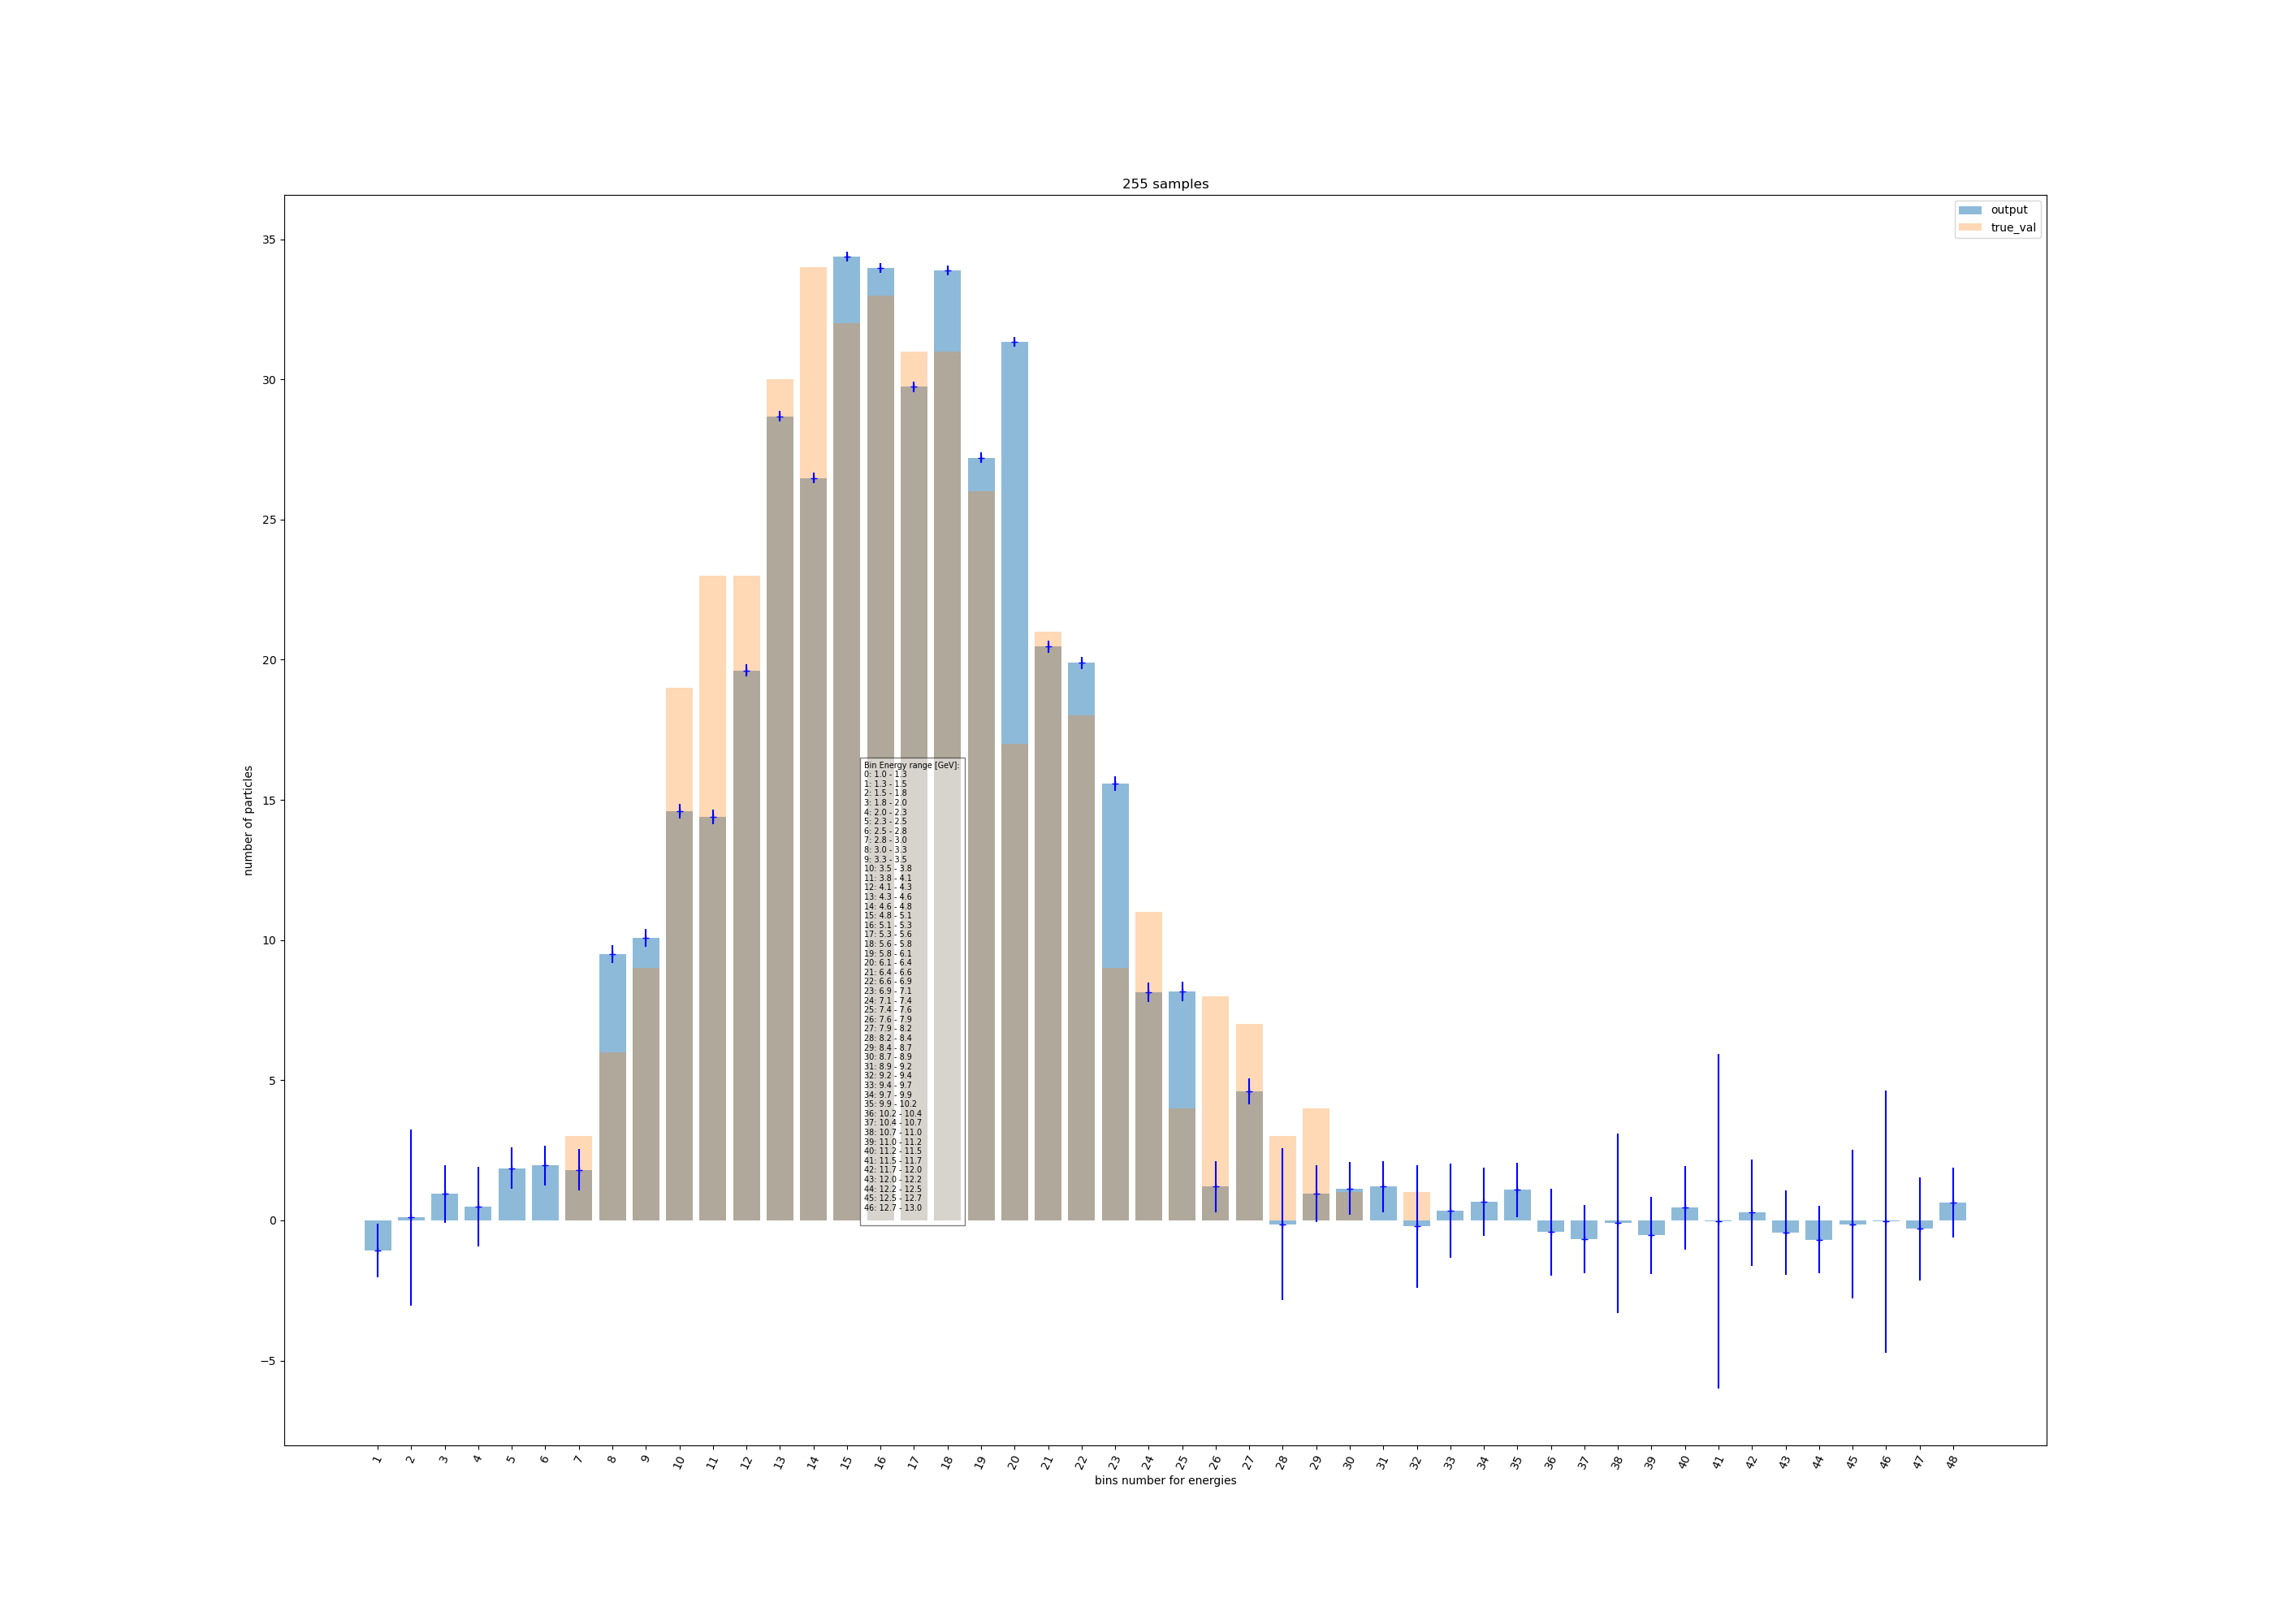 255 samples
output
true_val
35
30
25
20
15
10
5
0
−5
number of particles
Bin Energy range [GeV]:
0: 1.0 - 1.3
1: 1.3 - 1.5
2: 1.5 - 1.8
3: 1.8 - 2.0
4: 2.0 - 2.3
5: 2.3 - 2.5
6: 2.5 - 2.8
7: 2.8 - 3.0
8: 3.0 - 3.3
9: 3.3 - 3.5
10: 3.5 - 3.8
11: 3.8 - 4.1
12: 4.1 - 4.3
13: 4.3 - 4.6
14: 4.6 - 4.8
15: 4.8 - 5.1
16: 5.1 - 5.3
17: 5.3 - 5.6
18: 5.6 - 5.8
19: 5.8 - 6.1
20: 6.1 - 6.4
21: 6.4 - 6.6
22: 6.6 - 6.9
23: 6.9 - 7.1
24: 7.1 - 7.4
25: 7.4 - 7.6
26: 7.6 - 7.9
27: 7.9 - 8.2
28: 8.2 - 8.4
29: 8.4 - 8.7
30: 8.7 - 8.9
31: 8.9 - 9.2
32: 9.2 - 9.4
33: 9.4 - 9.7
34: 9.7 - 9.9
35: 9.9 - 10.2
36: 10.2 - 10.4
37: 10.4 - 10.7
38: 10.7 - 11.0
39: 11.0 - 11.2
40: 11.2 - 11.5
41: 11.5 - 11.7
42: 11.7 - 12.0
43: 12.0 - 12.2
44: 12.2 - 12.5
45: 12.5 - 12.7
46: 12.7 - 13.0
1 2 3 4 5 6 7 8 9 10 11 12 13 14 15 16 17 18 19 20 21 22 23 24 25 26 27 28 29 30 31 32 33 34 35 36 37 38 39 40 41 42 43 44 45 46 47 48
bins number for energies